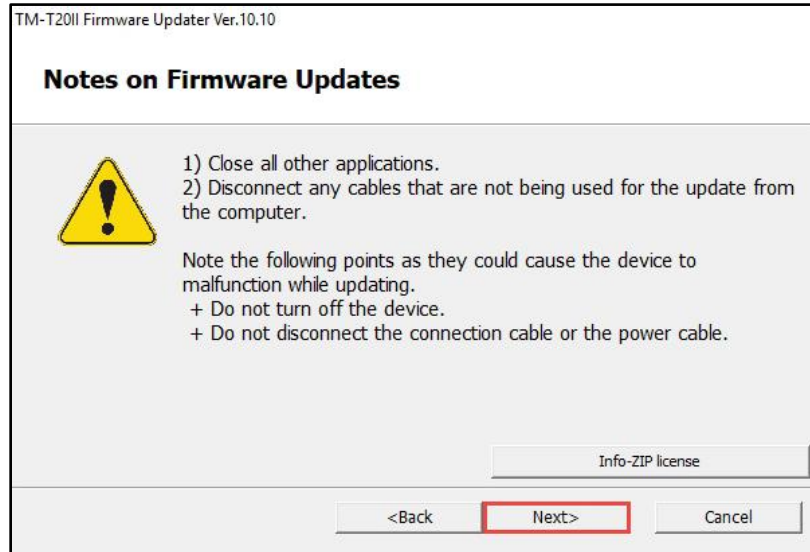 TM-T20II Firmware Updater Ver.10.10
Notes on Firmware Updates
1) Close all other applications.
2) Disconnect any cables that are not being used for the update from
the computer.
Note the following points as they could cause the device to
malfunction while updating.
+ Do not turn off the device.
+ Do not disconnect the connection cable or the power cable.
Info-ZIP license
<Back Next> Cancel